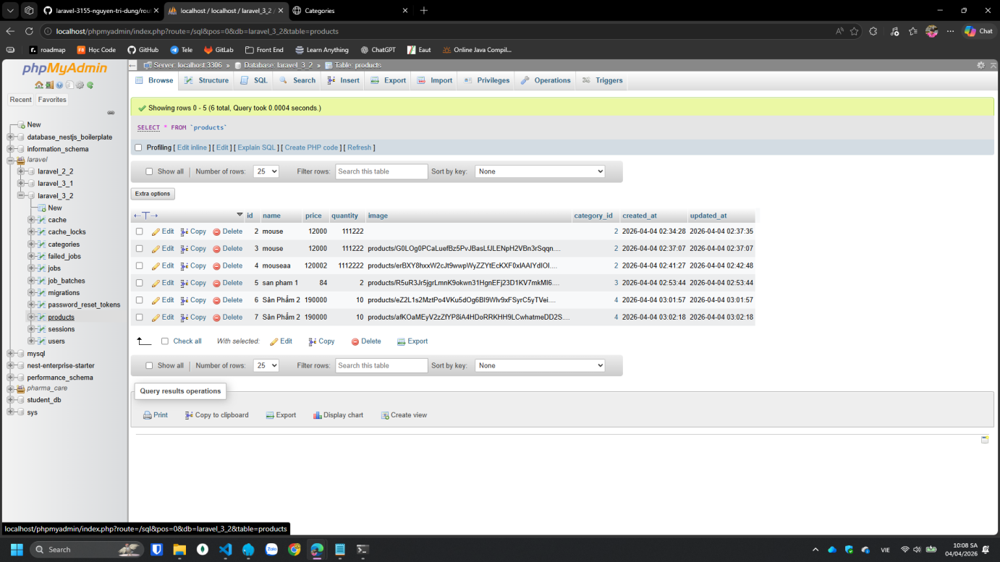 laravel-3155-nguyen-tri-dung/rout
localhost / localhost / laravel_3_2 /
Categories
localhost/phpmyadmin/index.php?route=/sql&pos=0&db=laravel_3_2&table=products
Chat
roadmap
Học Code
GitHub
Tele
GitLab
Front End
Learn Anything
ChatGPT
Eaut
Online Java Compil...
phpMyAdmin
Recent
Favorites
New
database_nestjs_boilerplate
information_schema
laravel
laravel_2_2
laravel_3_1
laravel_3_2
New
cache
cache_locks
categories
failed_jobs
jobs
job_batches
migrations
password_reset_tokens
products
sessions
users
mysql
nest-enterprise-starter
performance_schema
pharma_care
student_db
sys
Server: localhost:3306 » Database: laravel_3_2 » Table: products
Browse Structure SQL Search Insert Export Import Privileges Operations Triggers
Showing rows 0 - 5 (6 total, Query took 0.0004 seconds.)
SELECT * FROM `products`
Profiling [ Edit inline ] [ Edit ] [ Explain SQL ] [ Create PHP code ] [ Refresh ]
Show all Number of rows: 25 Filter rows: Search this table Sort by key: None
Extra options
id name price quantity image category_id created_at updated_at
Edit Copy Delete 2 mouse 12000 111222 2 2026-04-04 02:34:28 2026-04-04 02:37:35
Edit Copy Delete 3 mouse 12000 111222 products/G0LOg0PCaLuefBz5PvJBasLfJLENpH2VBn3rSqqn.... 2 2026-04-04 02:37:07 2026-04-04 02:37:07
Edit Copy Delete 4 mouseaa 120002 1112222 products/erBXY8hxxW2cJt9wwpWyZZYtEcKXF0xIAAIYdIOI.... 2 2026-04-04 02:41:27 2026-04-04 02:42:48
Edit Copy Delete 5 san pham 1 84 2 products/R5uR3Jr5jgrLmnK9okwn31HgnEFj23D1KV7mkMI6.... 3 2026-04-04 02:53:44 2026-04-04 02:53:44
Edit Copy Delete 6 Sản Phẩm 2 190000 10 products/eZ2L1s2MztPo4VKu5dOg6BI9Wlv9xFSyrC5yTVei.... 4 2026-04-04 03:01:57 2026-04-04 03:01:57
Edit Copy Delete 7 Sản Phẩm 2 190000 10 products/afKOaMEyV2zZfYP8iA4HDoRRKHH9LCwhatmeDD2S.... 4 2026-04-04 03:02:18 2026-04-04 03:02:18
Check all With selected: Edit Copy Delete Export
Show all Number of rows: 25 Filter rows: Search this table Sort by key: None
Query results operations
Print Copy to clipboard Export Display chart Create view
localhost/phpmyadmin/index.php?route=/sql&pos=0&db=laravel_3_2&table=products
Search
Zalo
VIE
10:08 SA
04/04/2026